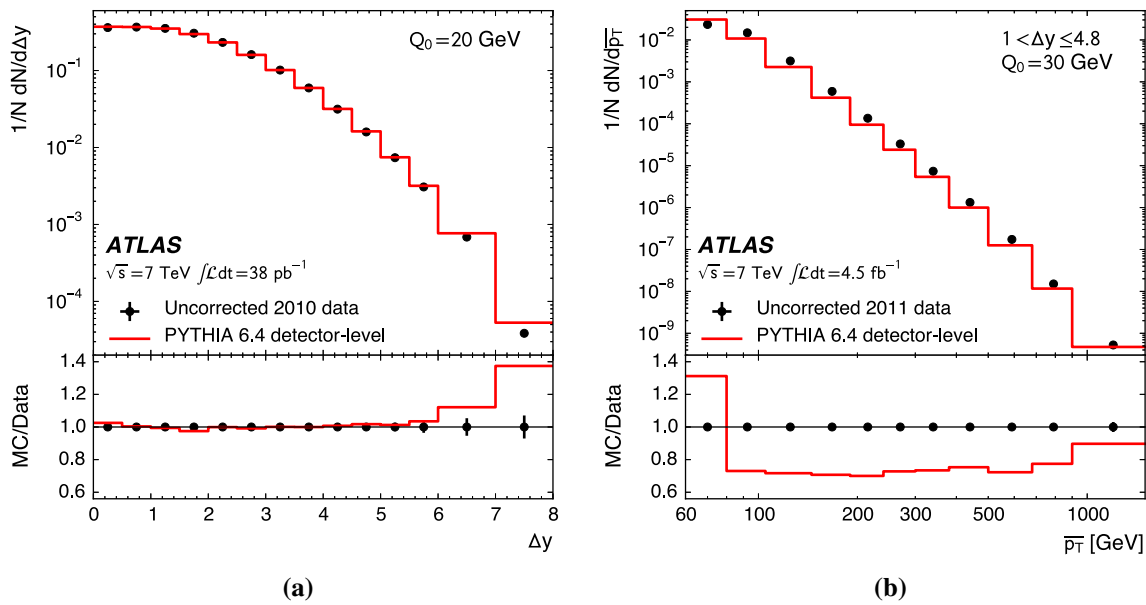 1/N dN/dΔy
10⁻¹
10⁻²
10⁻³
10⁻⁴
Q₀=20 GeV
ATLAS
√s=7 TeV ∫ℒdt=38 pb⁻¹
Uncorrected 2010 data
PYTHIA 6.4 detector-level
MC/Data
1.4
1.2
1.0
0.8
0.6
0 1 2 3 4 5 6 7 8
Δy
(a)
1/N dN/dp̅T̅
10⁻²
10⁻³
10⁻⁴
10⁻⁵
10⁻⁶
10⁻⁷
10⁻⁸
10⁻⁹
1<Δy≤4.8
Q₀=30 GeV
ATLAS
√s=7 TeV ∫ℒdt=4.5 fb⁻¹
Uncorrected 2011 data
PYTHIA 6.4 detector-level
MC/Data
1.4
1.2
1.0
0.8
0.6
60 100 200 300 500 1000
p̅T̅ [GeV]
(b)